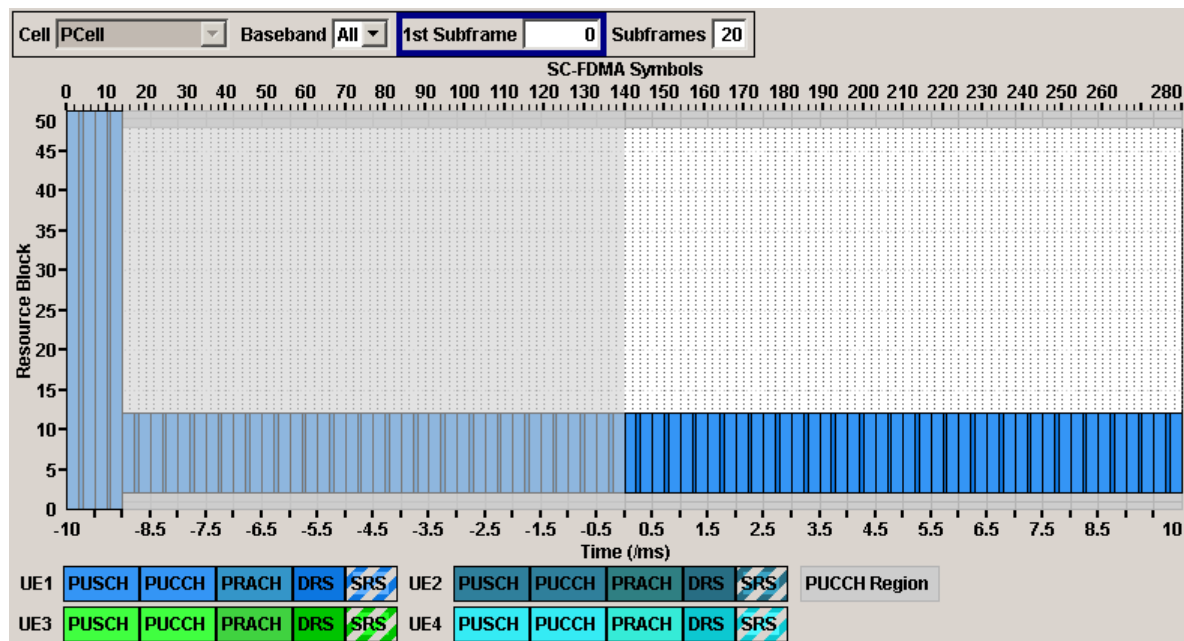 Cell PCell Baseband All 1st Subframe 0 Subframes 20
SC-FDMA Symbols
0 10 20 30 40 50 60 70 80 90 100 110 120 130 140 150 160 170 180 190 200 210 220 230 240 250 260 280
50
45
40
35
30
25
20
15
10
5
0
Resource Block
-10 -8.5 -7.5 -6.5 -5.5 -4.5 -3.5 -2.5 -1.5 -0.5 0.5 1.5 2.5 3.5 4.5 5.5 6.5 7.5 8.5 10
Time (/ms)
UE1 PUSCH PUCCH PRACH DRS SRS UE2 PUSCH PUCCH PRACH DRS SRS PUCCH Region
UE3 PUSCH PUCCH PRACH DRS SRS UE4 PUSCH PUCCH PRACH DRS SRS